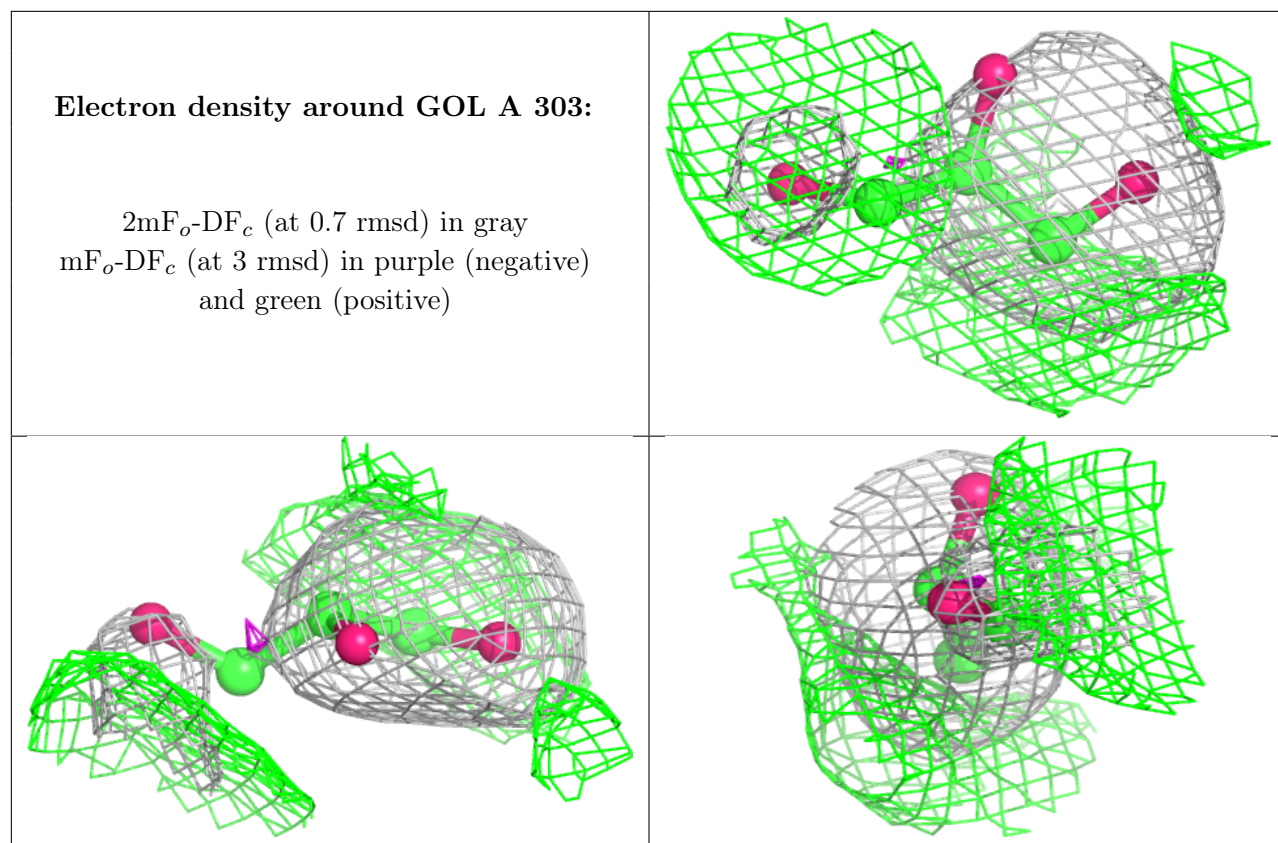 Electron density around GOL A 303:
2mFₒ-DF𝒸 (at 0.7 rmsd) in gray
mFₒ-DF𝒸 (at 3 rmsd) in purple (negative)
and green (positive)